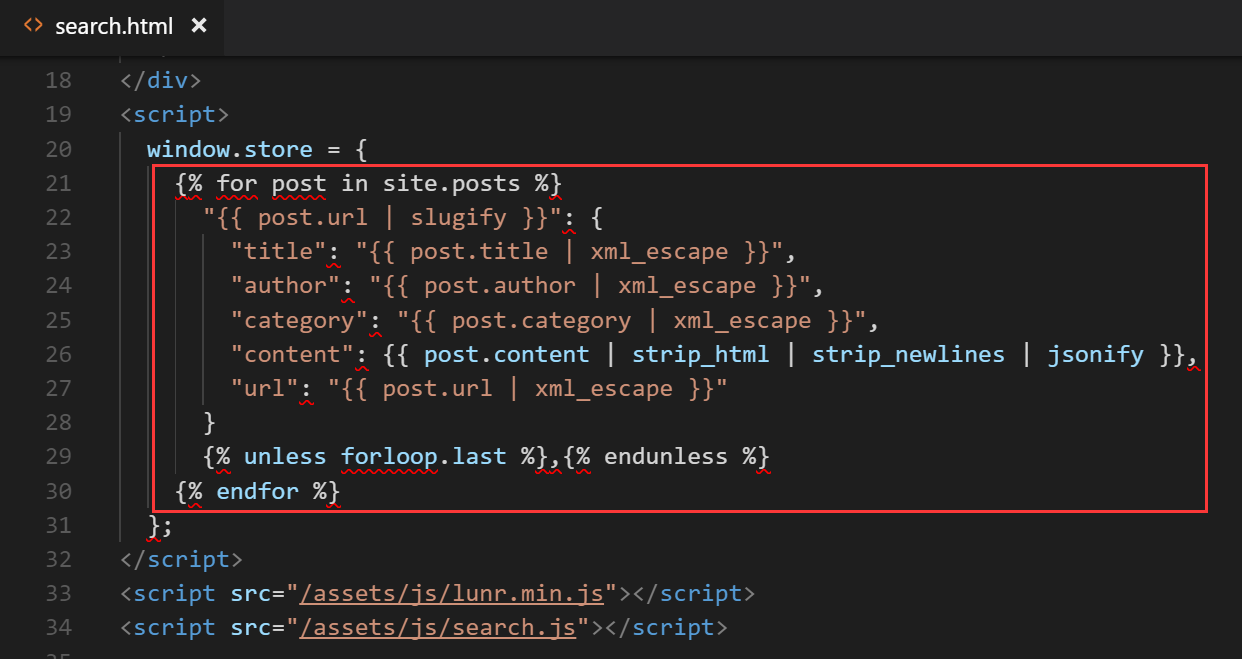 search.html
18 </div>
19 <script>
20 window.store = {
21 {% for post in site.posts %}
22 "{{ post.url | slugify }}": {
23 "title": "{{ post.title | xml_escape }}",
24 "author": "{{ post.author | xml_escape }}",
25 "category": "{{ post.category | xml_escape }}",
26 "content": {{ post.content | strip_html | strip_newlines | jsonify }},
27 "url": "{{ post.url | xml_escape }}"
28 }
29 {% unless forloop.last %},{% endunless %}
30 {% endfor %}
31 };
32 </script>
33 <script src="/assets/js/lunr.min.js"></script>
34 <script src="/assets/js/search.js"></script>